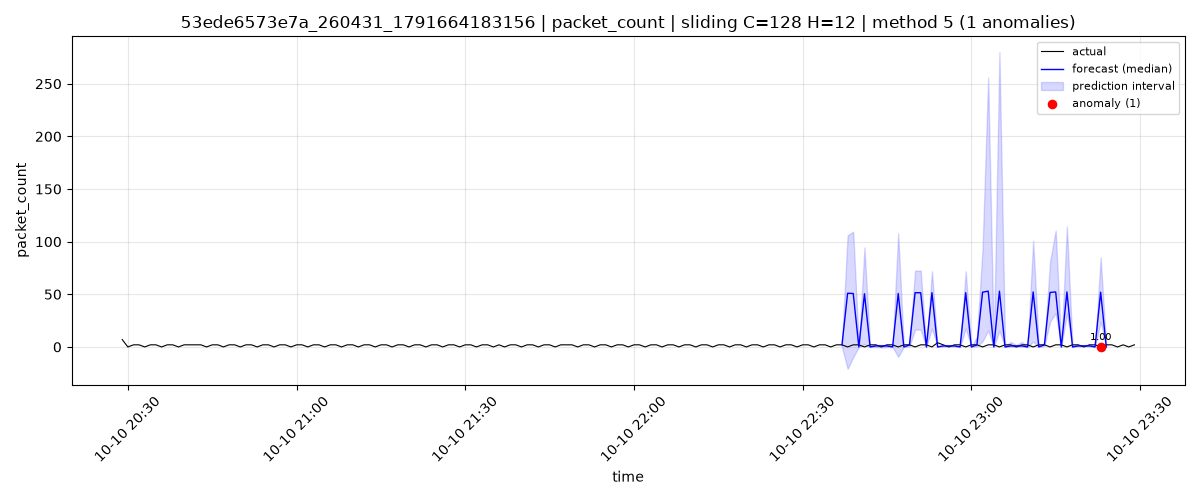 53ede6573e7a_260431_1791664183156 | packet_count | sliding C=128 H=12 | method 5 (1 anomalies)
actual
forecast (median)
prediction interval
anomaly (1)
packet_count
250
200
150
100
50
0
1.00
10-10 20:30
10-10 21:00
10-10 21:30
10-10 22:00
10-10 22:30
10-10 23:00
10-10 23:30
time